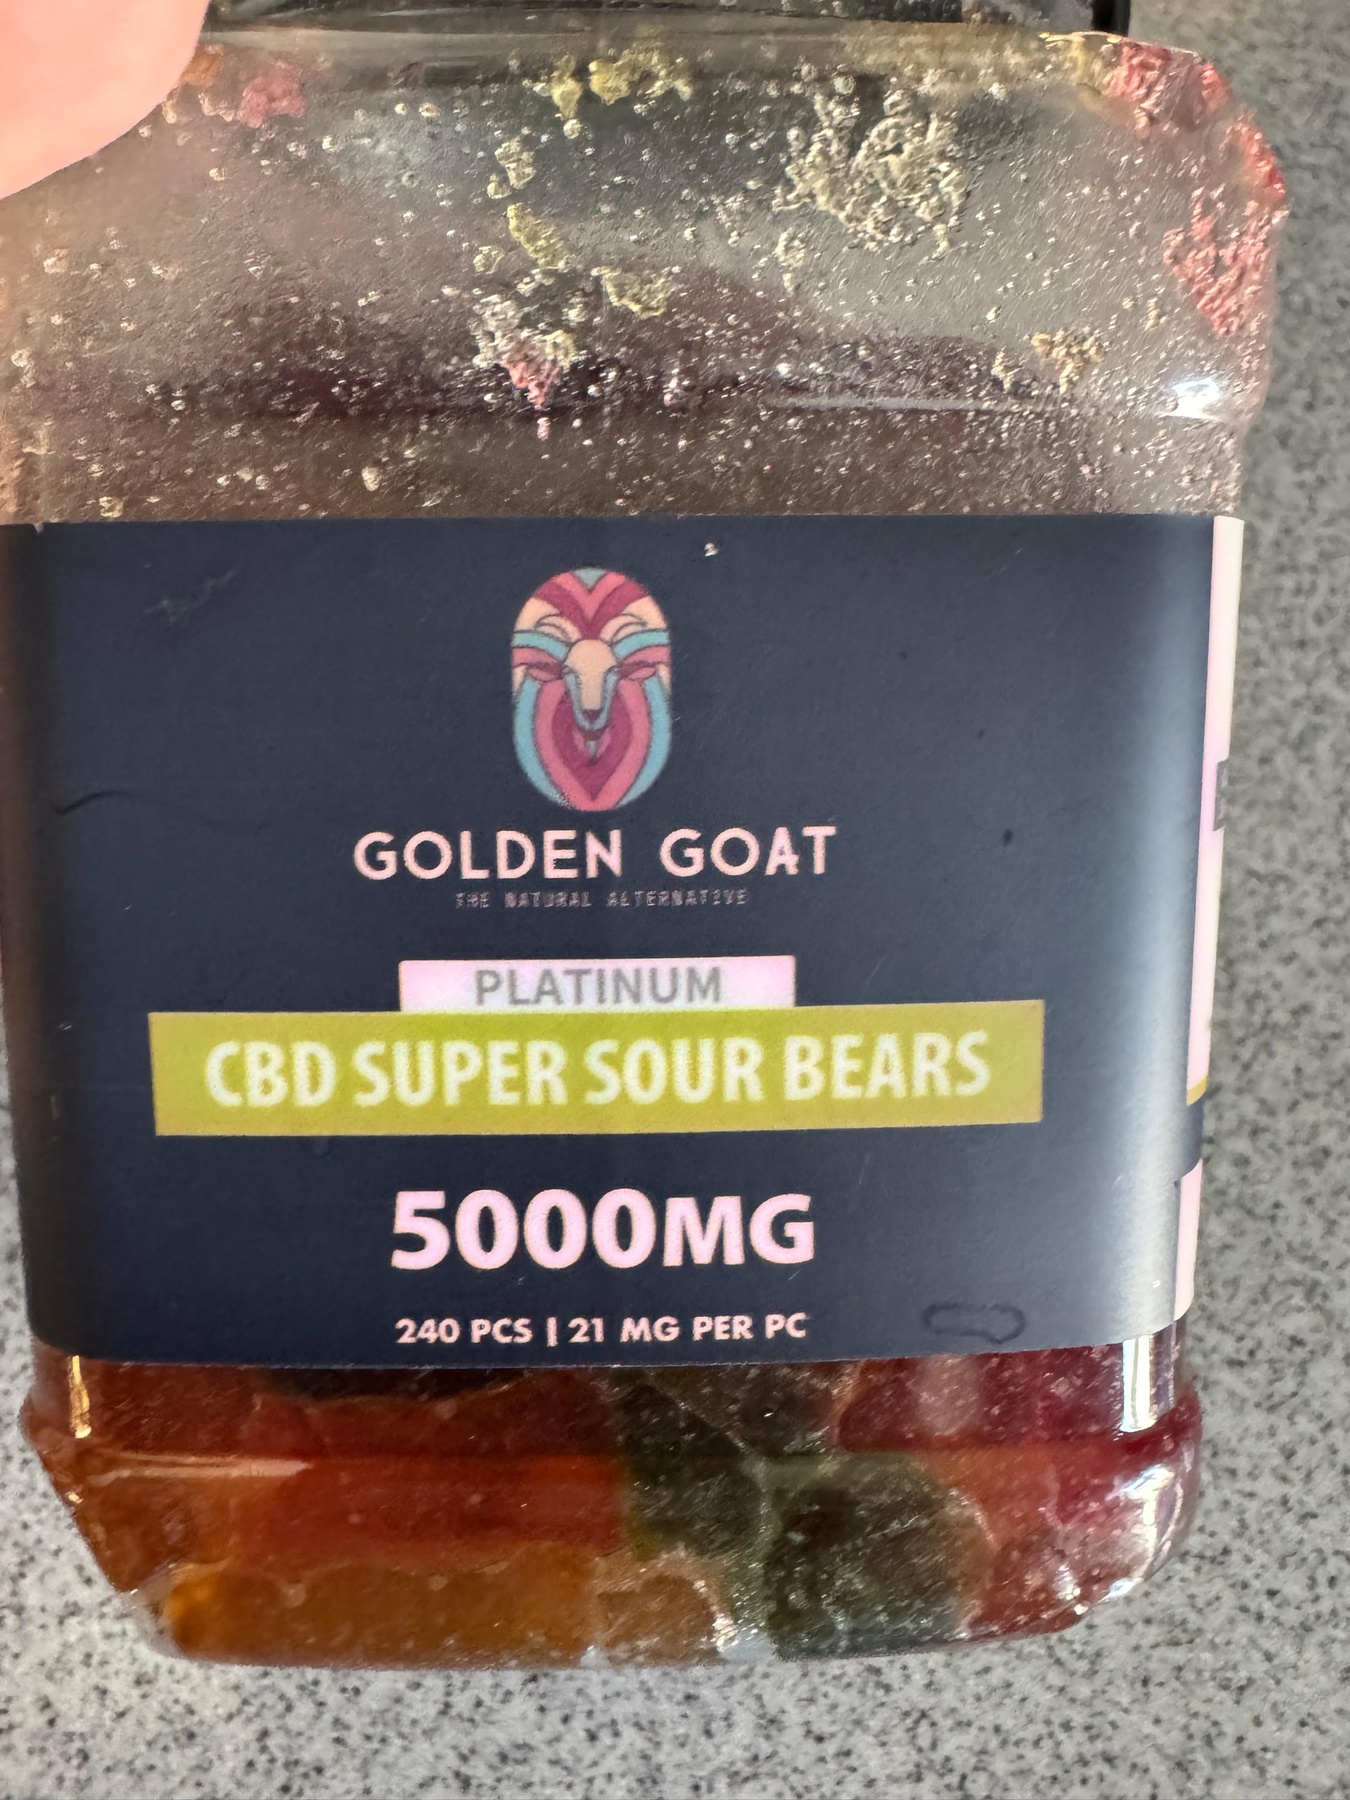 GOLDEN GOAT
THE NATURAL ALTERNATIVE
PLATINUM
CBD SUPER SOUR BEARS
5000MG
240 PCS | 21 MG PER PC